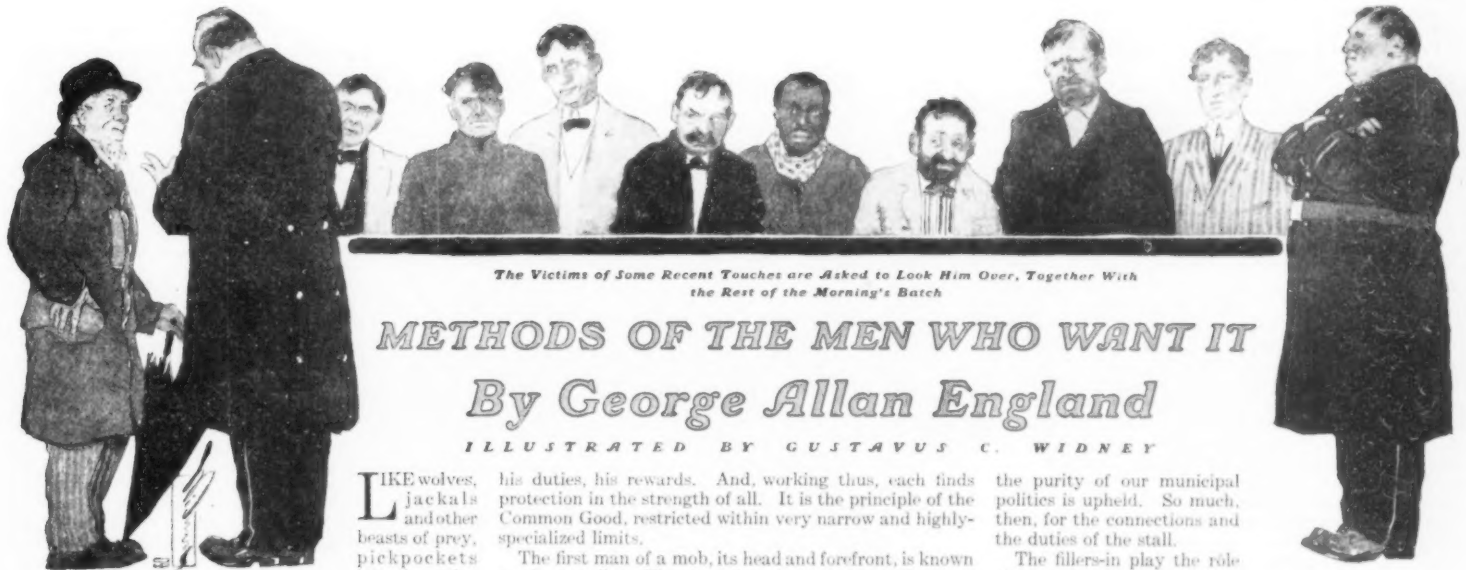 The Victims of Some Recent Touches are Asked to Look Him Over, Together With
the Rest of the Morning's Batch
METHODS OF THE MEN WHO WANT IT
By George Allan England
ILLUSTRATED BY GUSTAVUS C. WIDNEY
LIKE wolves,
jackals
and other
beasts of prey,
pickpockets
his duties, his rewards. And, working thus, each finds
protection in the strength of all. It is the principle of the
Common Good, restricted within very narrow and highly-
specialized limits.
The first man of a mob, its head and forefront, is known
the purity of our municipal
politics is upheld. So much,
then, for the connections and
the duties of the stall.
The fillers-in play the rôle